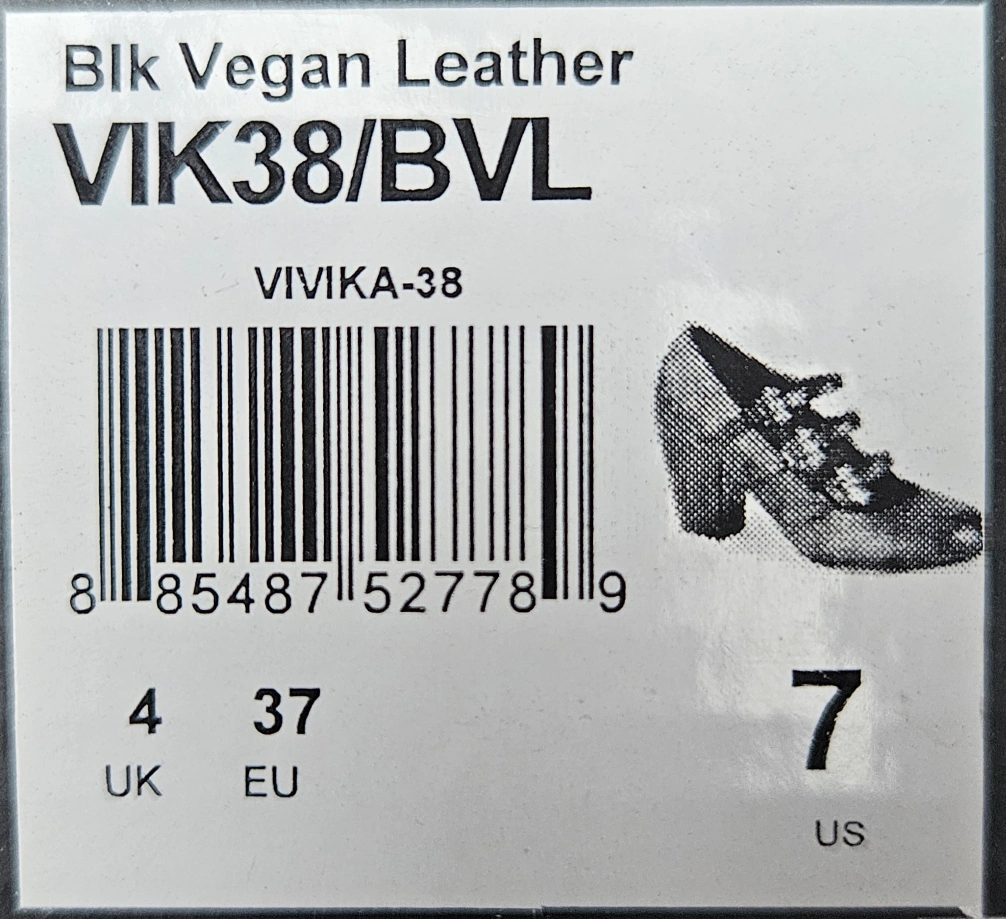 Blk Vegan Leather
VIK38/BVL
VIVIKA-38
8 85487 52778 9
4 37 7
UK EU
US